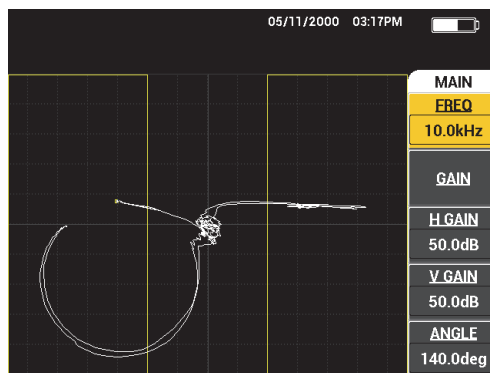 05/11/2000 03:17PM
MAIN
FREQ
10.0kHz
GAIN
H GAIN
50.0dB
V GAIN
50.0dB
ANGLE
140.0deg